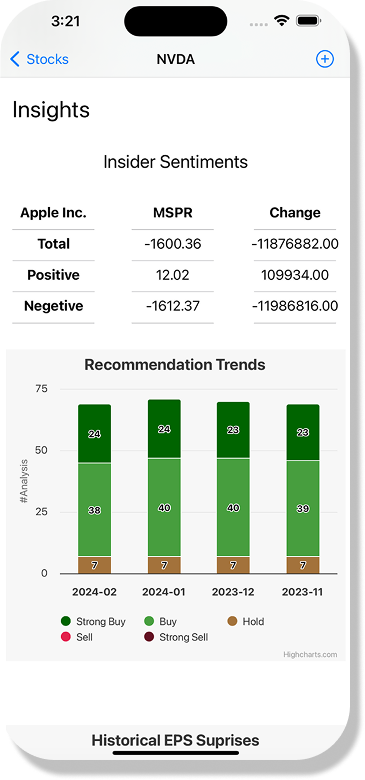 3:21
Stocks NVDA
Insights
Insider Sentiments
Apple Inc. MSPR Change
Total -1600.36 -11876882.00
Positive 12.02 109934.00
Negetive -1612.37 -11986816.00
Recommendation Trends
75
50
25
0
#Analysis
24 24 23 23
38 40 40 39
7 7 7 7
2024-02 2024-01 2023-12 2023-11
Strong Buy Buy Hold
Sell Strong Sell
Highcharts.com
Historical EPS Suprises